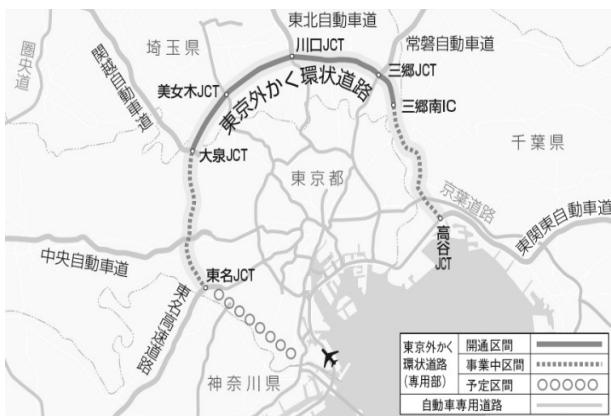 東北自動車道
常磐自動車道
圏央道
関越自動車道
埼玉県
川口JCT
三郷JCT
美女木JCT
東京外かく環状道路
三郷南IC
大泉JCT
千葉県
東京都
京葉道路
高谷
JCT
東関東自動車道
中央自動車道
東名JCT
東名高速道路
神奈川県
東京外かく
環状道路
(専用部)
開通区間
事業中区間
予定区間
自動車専用道路